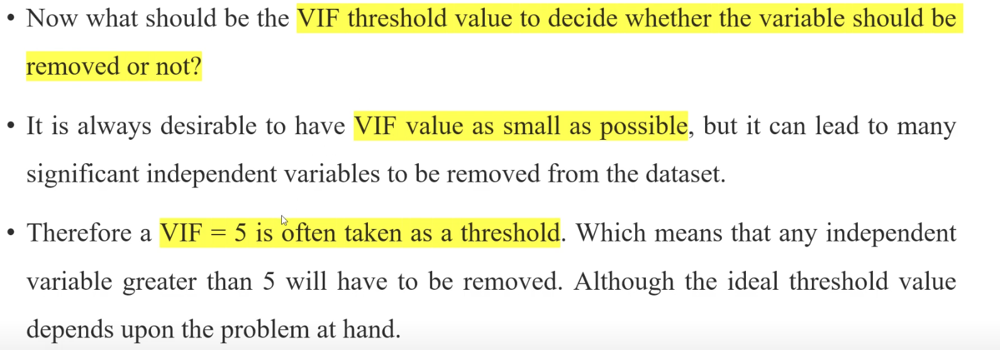 • Now what should be the VIF threshold value to decide whether the variable should be
removed or not?
• It is always desirable to have VIF value as small as possible, but it can lead to many
significant independent variables to be removed from the dataset.
• Therefore a VIF = 5 is often taken as a threshold. Which means that any independent
variable greater than 5 will have to be removed. Although the ideal threshold value
depends upon the problem at hand.